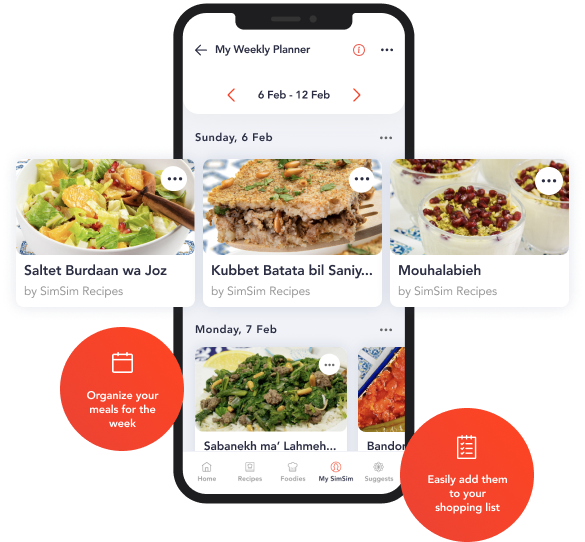 My Weekly Planner
6 Feb - 12 Feb
Sunday, 6 Feb
Saltet Burdaan wa Joz
by SimSim Recipes
Kubbet Batata bil Saniy...
by SimSim Recipes
Mouhalabieh
by SimSim Recipes
Monday, 7 Feb
Organize your
meals for the
week
Sabanekh ma’ Lahmeh...
Bandor
Home
Recipes
Foodies
My SimSim
Suggests
Easily add them
to your
shopping list